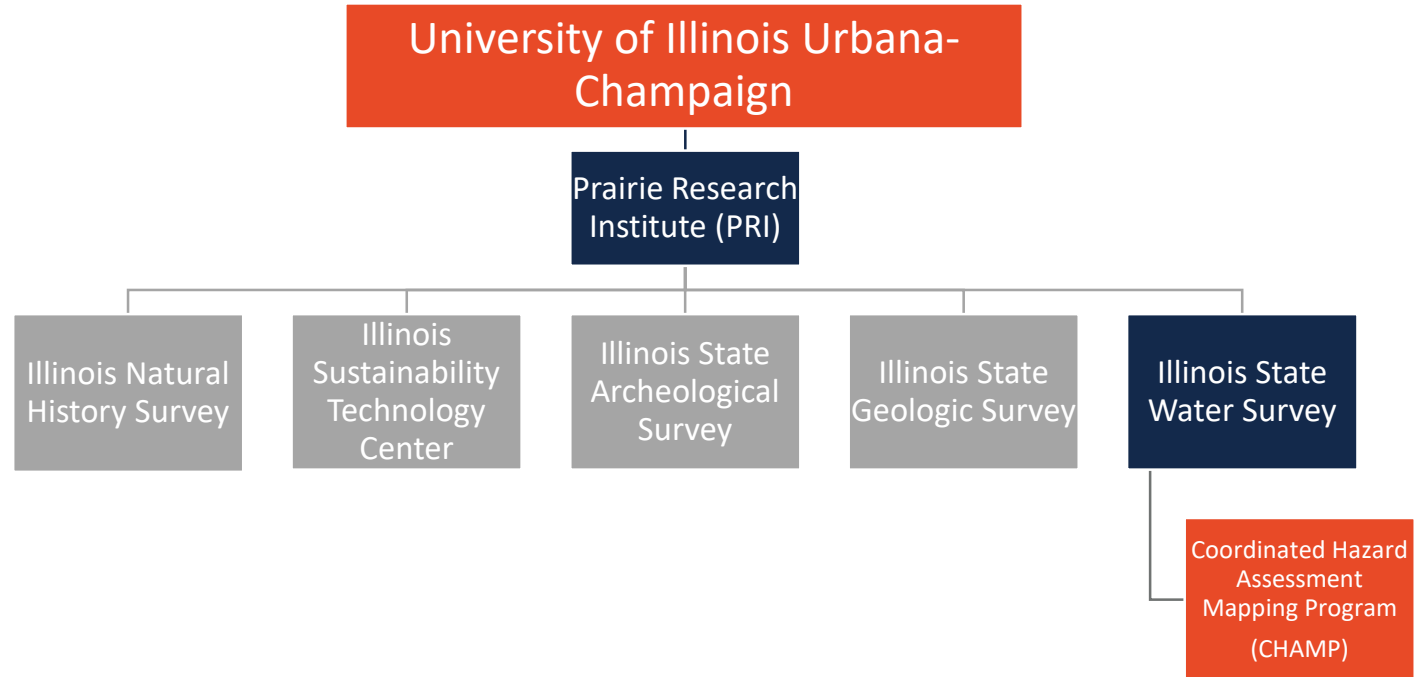 University of Illinois Urbana-
Champaign
Prairie Research
Institute (PRI)
Illinois Natural
History Survey
Illinois
Sustainability
Technology
Center
Illinois State
Archeological
Survey
Illinois State
Geologic Survey
Illinois State
Water Survey
Coordinated Hazard
Assessment
Mapping Program
(CHAMP)